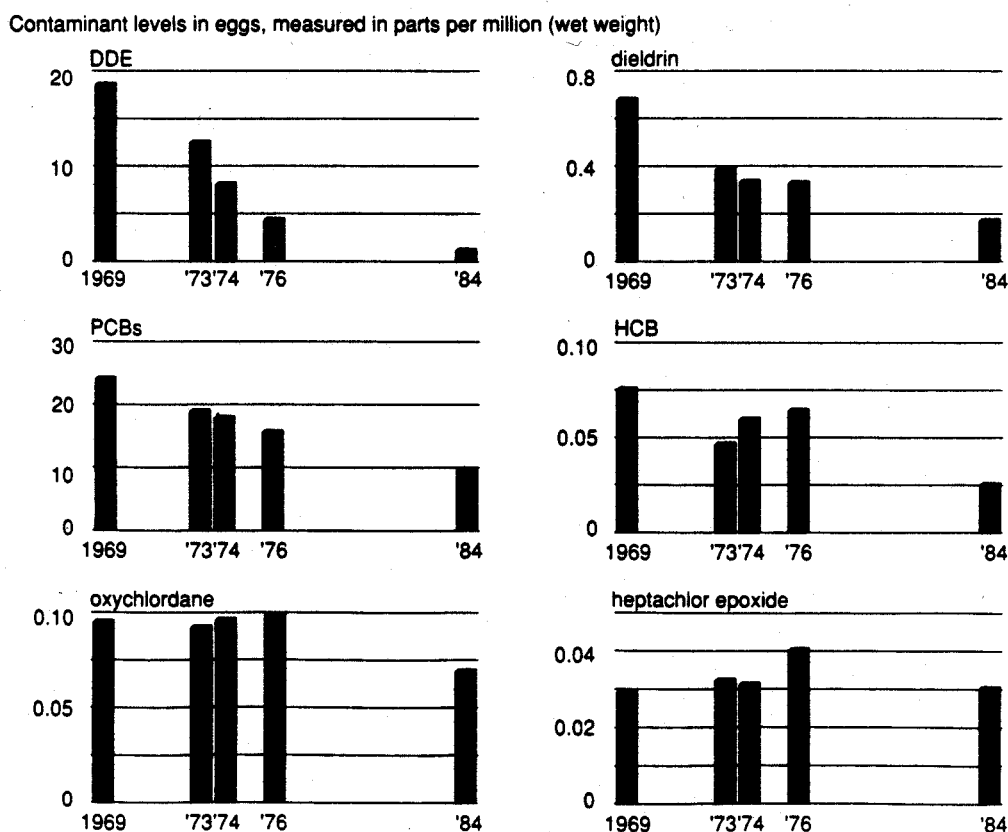 Contaminant levels in eggs, measured in parts per million (wet weight)
DDE
20
10
0
1969 '73 '74 '76 '84
dieldrin
0.8
0.4
0
1969 '73 '74 '76 '84
PCBs
30
20
10
0
1969 '73 '74 '76 '84
HCB
0.10
0.05
0
1969 '73 '74 '76 '84
oxychlordane
0.10
0.05
0
1969 '73 '74 '76 '84
heptachlor epoxide
0.04
0.02
0
1969 '73 '74 '76 '84